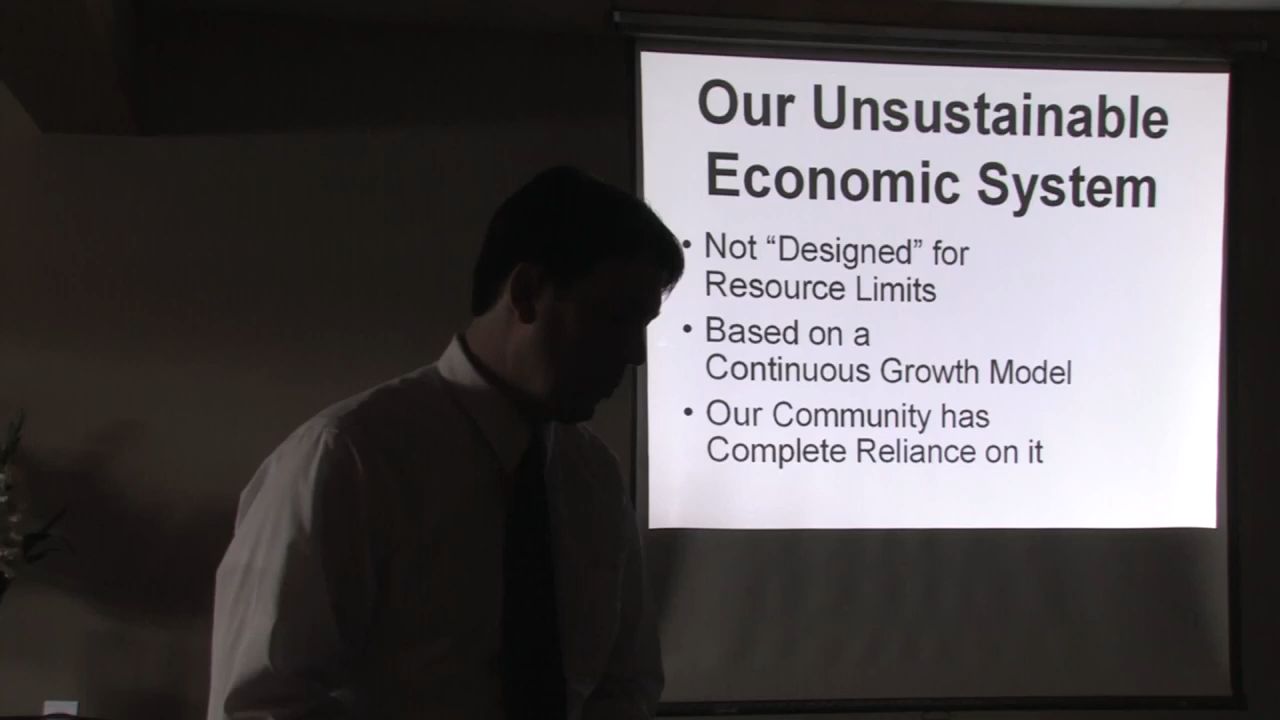 Our Unsustainable
Economic System
• Not “Designed” for
Resource Limits
• Based on a
Continuous Growth Model
• Our Community has
Complete Reliance on it